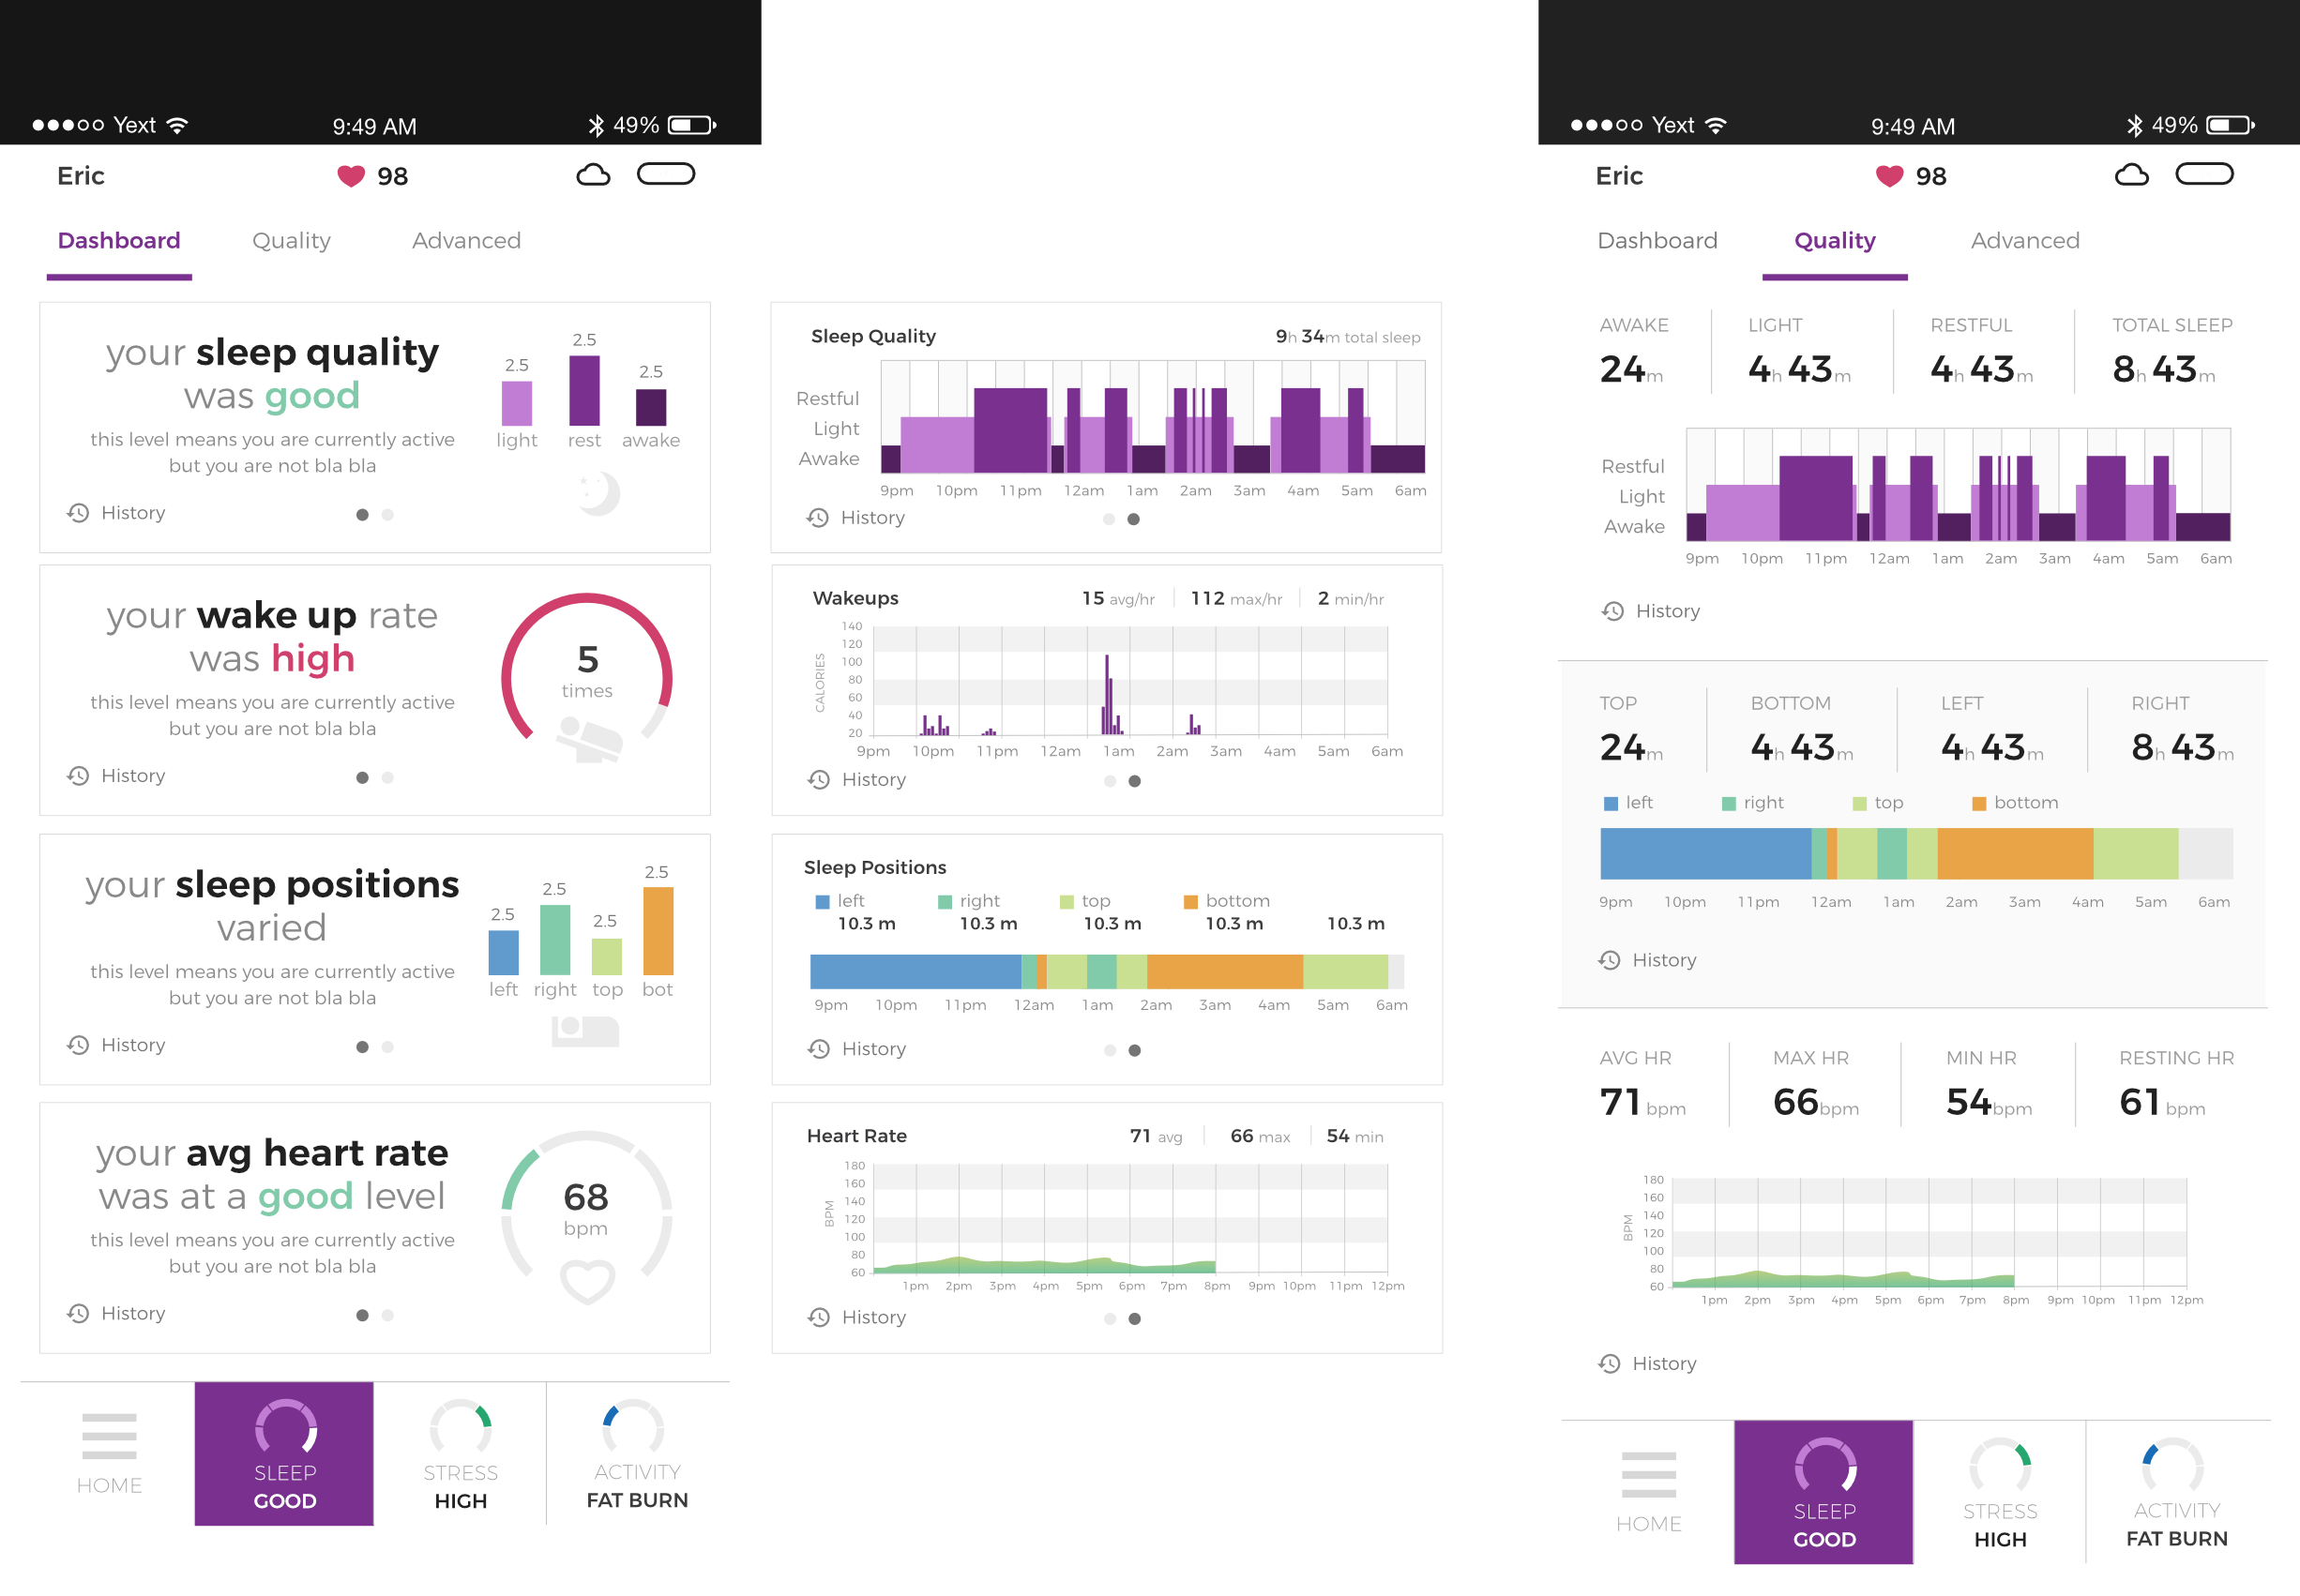 Yext 9:49 AM 49%
Eric 98
Dashboard Quality Advanced
your sleep quality
was good
this level means you are currently active
but you are not bla bla
History
2.5 2.5 2.5
light rest awake
your wake up rate
was high
this level means you are currently active
but you are not bla bla
History
5
times
your sleep positions
varied
this level means you are currently active
but you are not bla bla
History
2.5 2.5 2.5 2.5
left right top bot
your avg heart rate
was at a good level
this level means you are currently active
but you are not bla bla
History
68
bpm
HOME
SLEEP
GOOD
STRESS
HIGH
ACTIVITY
FAT BURN
Sleep Quality 9h 34m total sleep
Restful
Light
Awake
9pm 10pm 11pm 12am 1am 2am 3am 4am 5am 6am
History
Wakeups 15 avg/hr 112 max/hr 2 min/hr
CALORIES
140
120
100
80
60
40
20
9pm 10pm 11pm 12am 1am 2am 3am 4am 5am 6am
History
Sleep Positions
left right top bottom
10.3 m 10.3 m 10.3 m 10.3 m 10.3 m
9pm 10pm 11pm 12am 1am 2am 3am 4am 5am 6am
History
Heart Rate 71 avg 66 max 54 min
BPM
180
160
140
120
100
80
60
1pm 2pm 3pm 4pm 5pm 6pm 7pm 8pm 9pm 10pm 11pm 12pm
History
Yext 9:49 AM 49%
Eric 98
Dashboard Quality Advanced
AWAKE LIGHT RESTFUL TOTAL SLEEP
24m 4h 43m 4h 43m 8h 43m
Restful
Light
Awake
9pm 10pm 11pm 12am 1am 2am 3am 4am 5am 6am
History
TOP BOTTOM LEFT RIGHT
24m 4h 43m 4h 43m 8h 43m
left right top bottom
9pm 10pm 11pm 12am 1am 2am 3am 4am 5am 6am
History
AVG HR MAX HR MIN HR RESTING HR
71 bpm 66bpm 54bpm 61 bpm
BPM
180
160
140
120
100
80
60
1pm 2pm 3pm 4pm 5pm 6pm 7pm 8pm 9pm 10pm 11pm 12pm
History
HOME
SLEEP
GOOD
STRESS
HIGH
ACTIVITY
FAT BURN